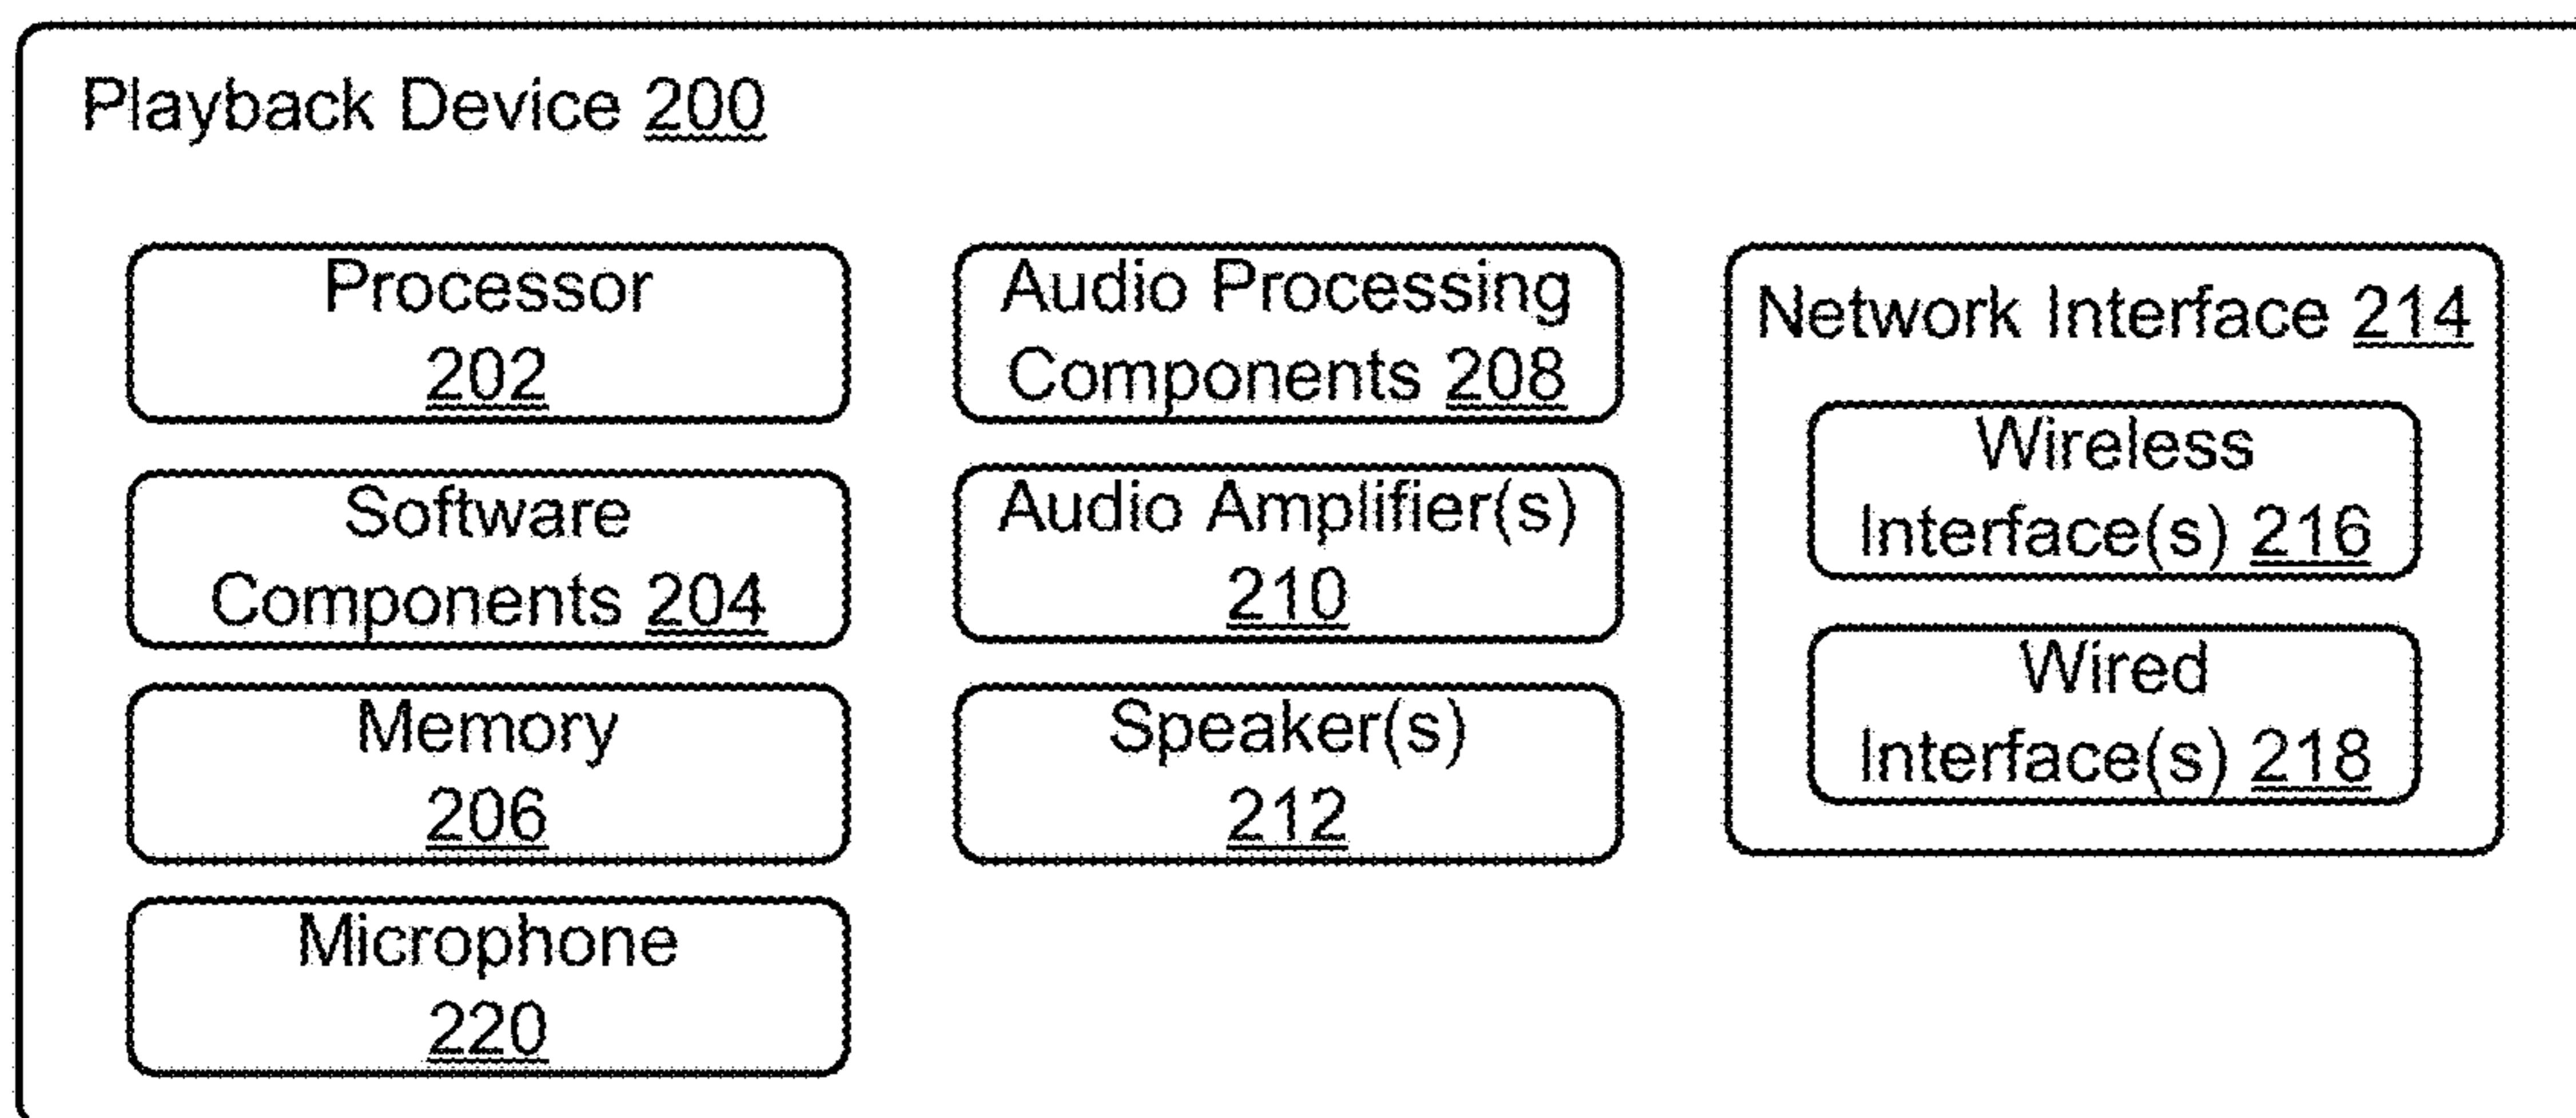 Playback Device 200
Processor
202
Software
Components 204
Memory
206
Microphone
220
Audio Processing
Components 208
Audio Amplifier(s)
210
Speaker(s)
212
Network Interface 214
Wireless
Interface(s) 216
Wired
Interface(s) 218